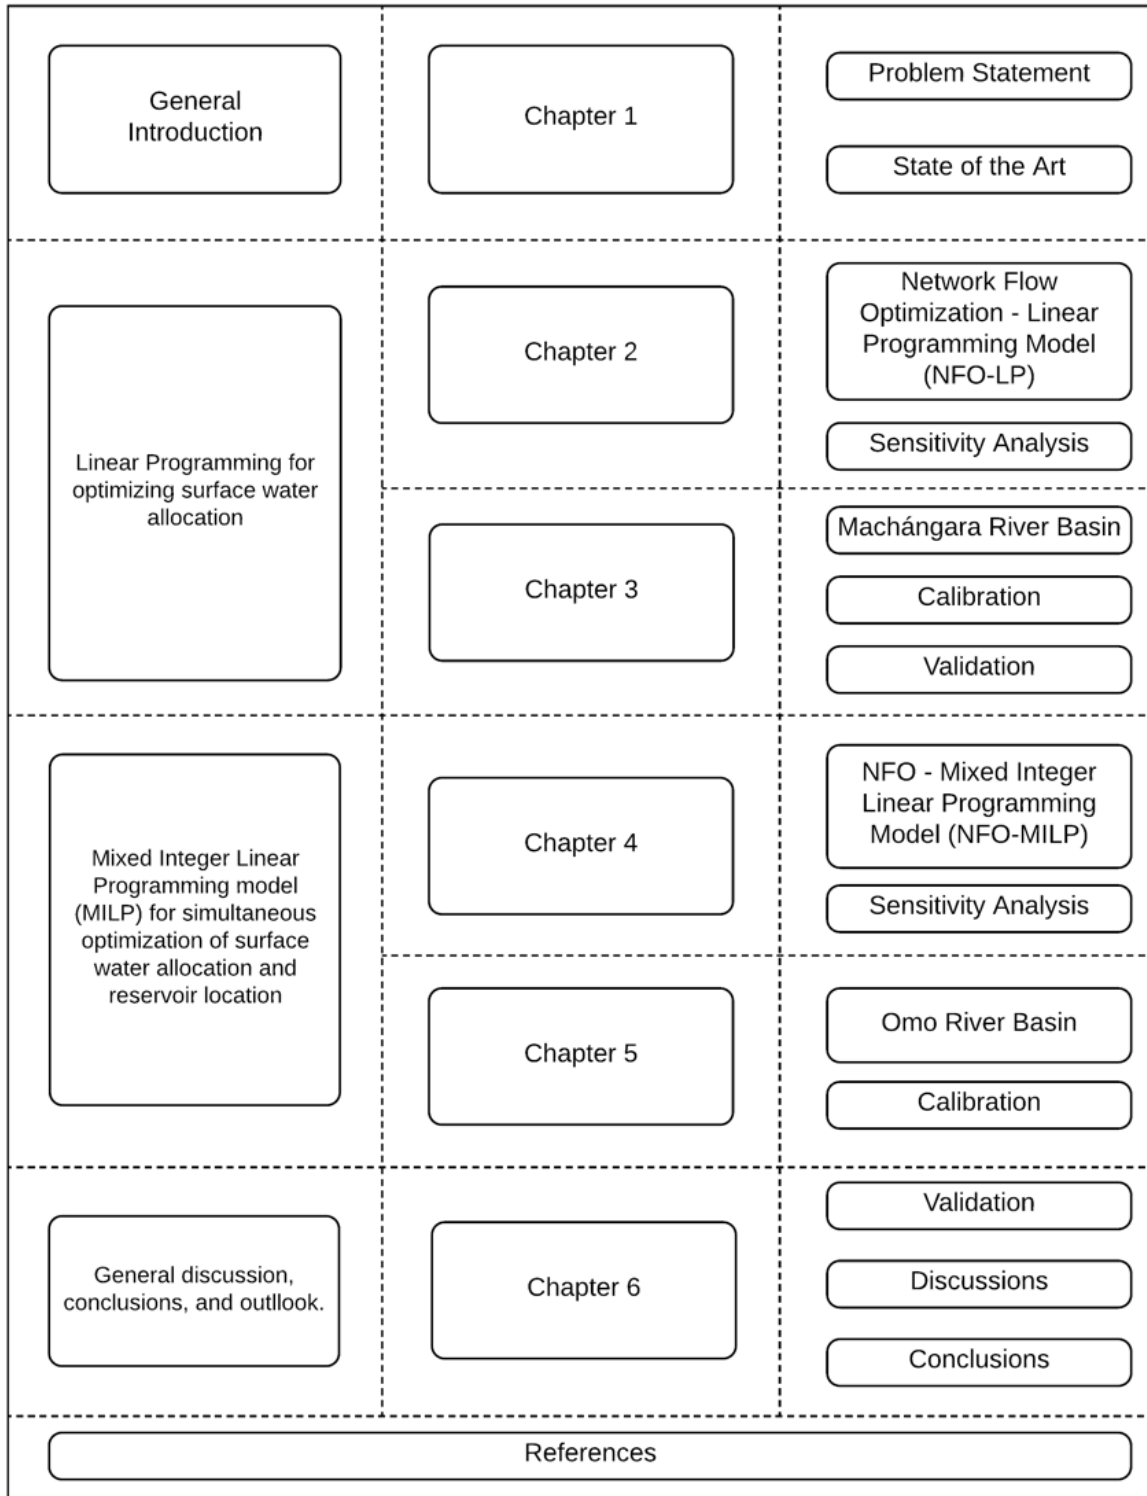 General
Introduction
Chapter 1
Problem Statement
State of the Art
Linear Programming for
optimizing surface water
allocation
Chapter 2
Network Flow
Optimization - Linear
Programming Model
(NFO-LP)
Sensitivity Analysis
Chapter 3
Machángara River Basin
Calibration
Validation
Mixed Integer Linear
Programming model
(MILP) for simultaneous
optimization of surface
water allocation and
reservoir location
Chapter 4
NFO - Mixed Integer
Linear Programming
Model (NFO-MILP)
Sensitivity Analysis
Chapter 5
Omo River Basin
Calibration
General discussion,
conclusions, and outllook.
Chapter 6
Validation
Discussions
Conclusions
References